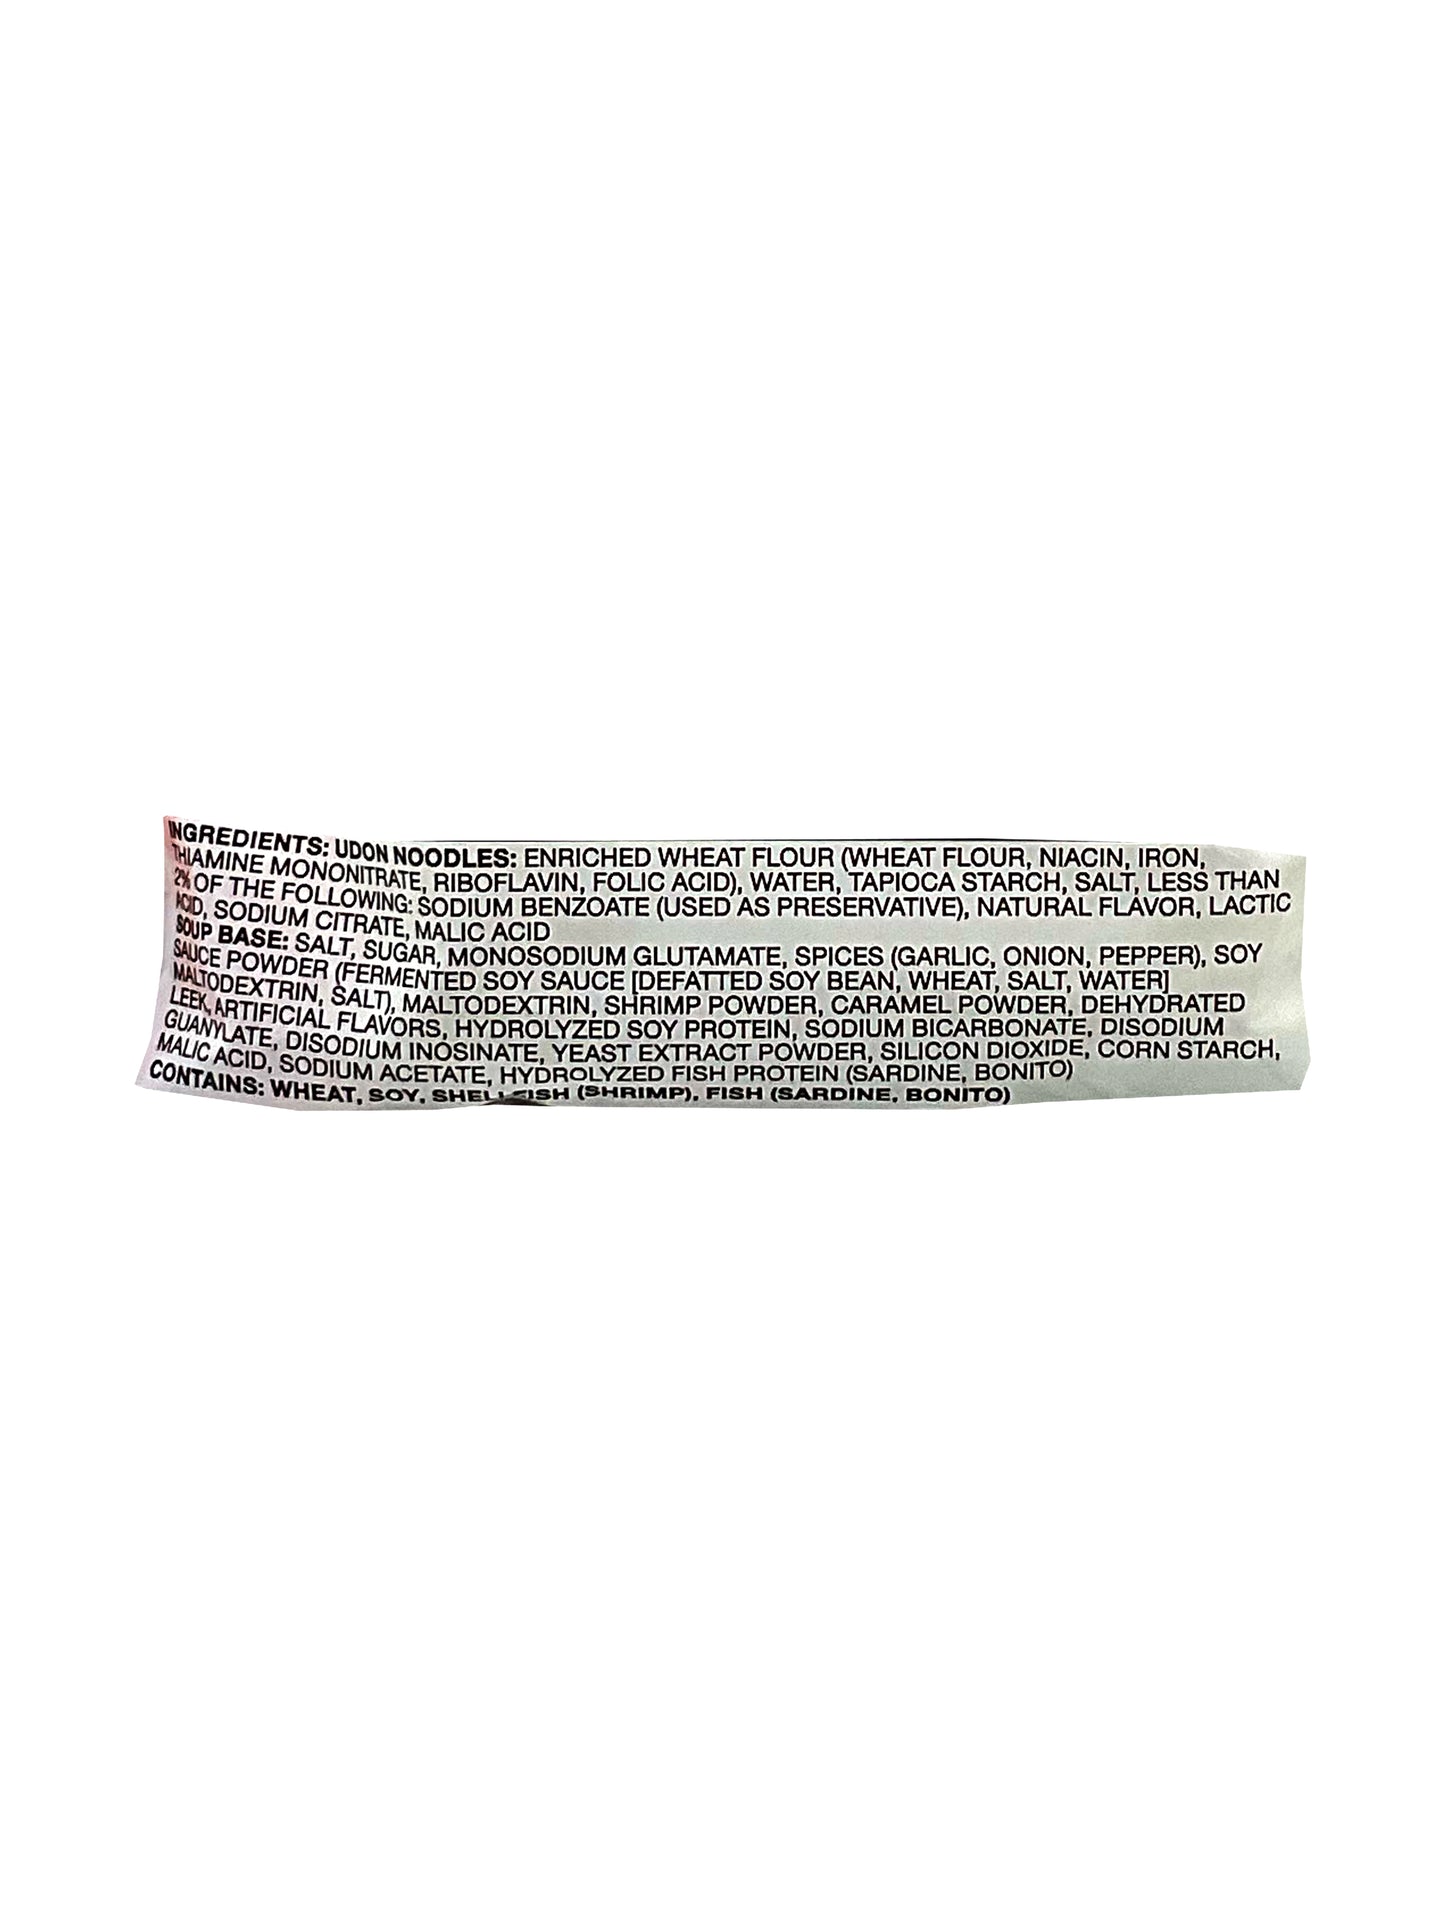 INGREDIENTS: UDON NOODLES: ENRICHED WHEAT FLOUR (WHEAT FLOUR, NIACIN, IRON,
THIAMINE MONONITRATE, RIBOFLAVIN, FOLIC ACID), WATER, TAPIOCA STARCH, SALT, LESS THAN
2% OF THE FOLLOWING: SODIUM BENZOATE (USED AS PRESERVATIVE), NATURAL FLAVOR, LACTIC
ACID, SODIUM CITRATE, MALIC ACID
SOUP BASE: SALT, SUGAR, MONOSODIUM GLUTAMATE, SPICES (GARLIC, ONION, PEPPER), SOY
SAUCE POWDER (FERMENTED SOY SAUCE [DEFATTED SOY BEAN, WHEAT, SALT, WATER]
MALTODEXTRIN, SALT), MALTODEXTRIN, SHRIMP POWDER, CARAMEL POWDER, DEHYDRATED
LEEK, ARTIFICIAL FLAVORS, HYDROLYZED SOY PROTEIN, SODIUM BICARBONATE, DISODIUM
GUANYLATE, DISODIUM INOSINATE, YEAST EXTRACT POWDER, SILICON DIOXIDE, CORN STARCH,
MALIC ACID, SODIUM ACETATE, HYDROLYZED FISH PROTEIN (SARDINE, BONITO)
CONTAINS: WHEAT, SOY, SHELLFISH (SHRIMP), FISH (SARDINE, BONITO)